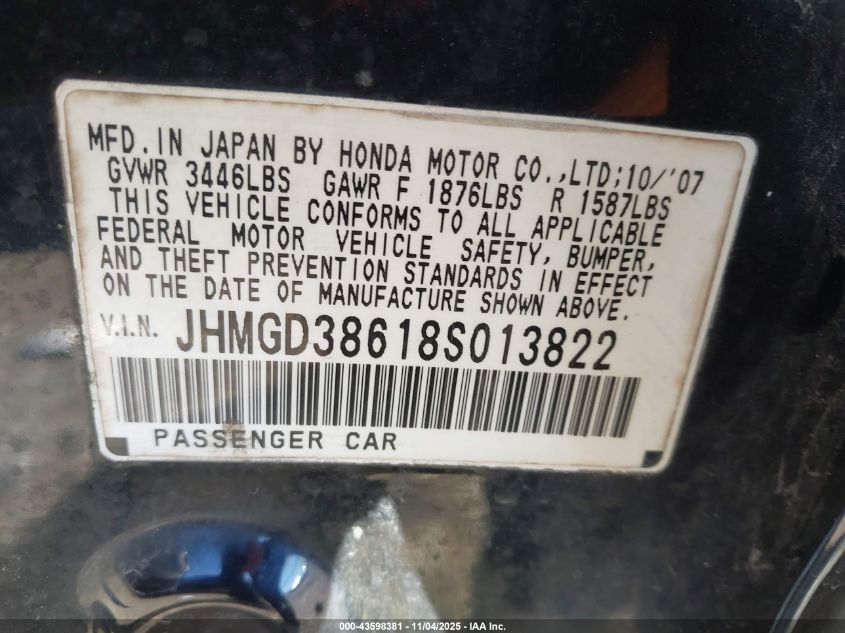 MFD. IN JAPAN BY HONDA MOTOR CO.,LTD;10/'07
GVWR 3446LBS GAWR F 1876LBS R 1587LBS
THIS VEHICLE CONFORMS TO ALL APPLICABLE
FEDERAL MOTOR VEHICLE SAFETY, BUMPER,
AND THEFT PREVENTION STANDARDS IN EFFECT
ON THE DATE OF MANUFACTURE SHOWN ABOVE.
V.I.N. JHMGD38618S013822
PASSENGER CAR
000-43598381 - 11/04/2025 - IAA Inc.